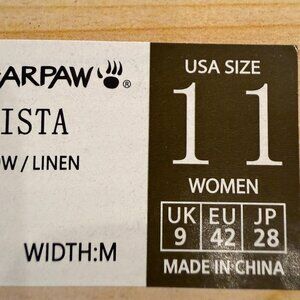 ARPAW®
ISTA
W / LINEN
WIDTH:M
USA SIZE
11
WOMEN
UK EU JP
9 42 28
MADE IN CHINA